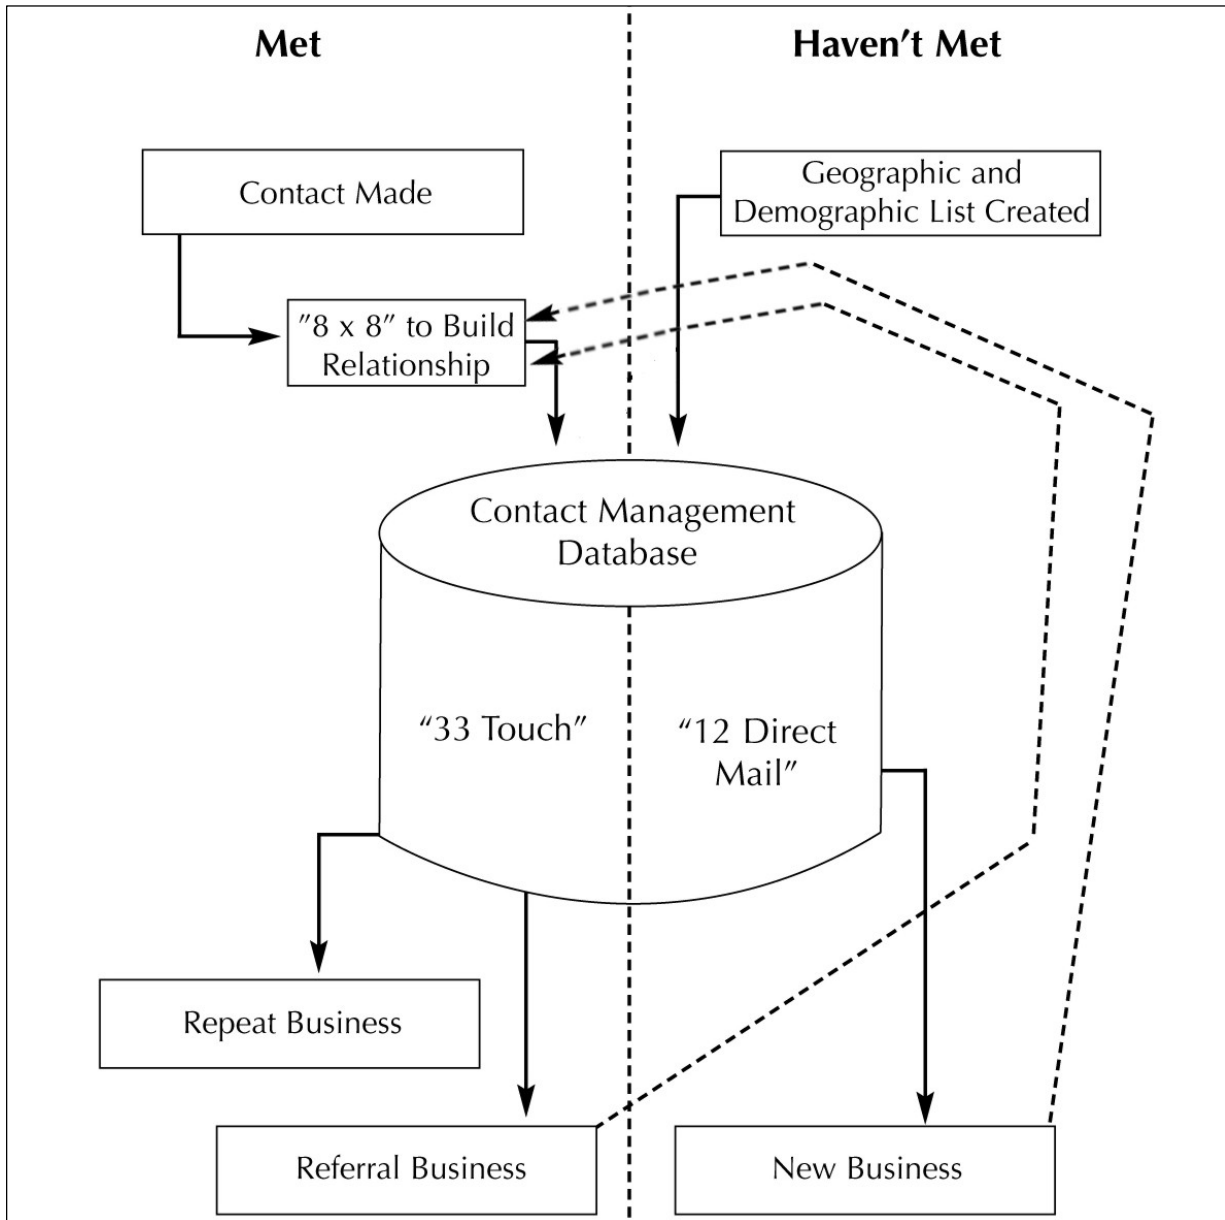 Met
Haven't Met
Contact Made
Geographic and
Demographic List Created
”8 x 8” to Build
Relationship
Contact Management
Database
“33 Touch”
“12 Direct
Mail”
Repeat Business
Referral Business
New Business